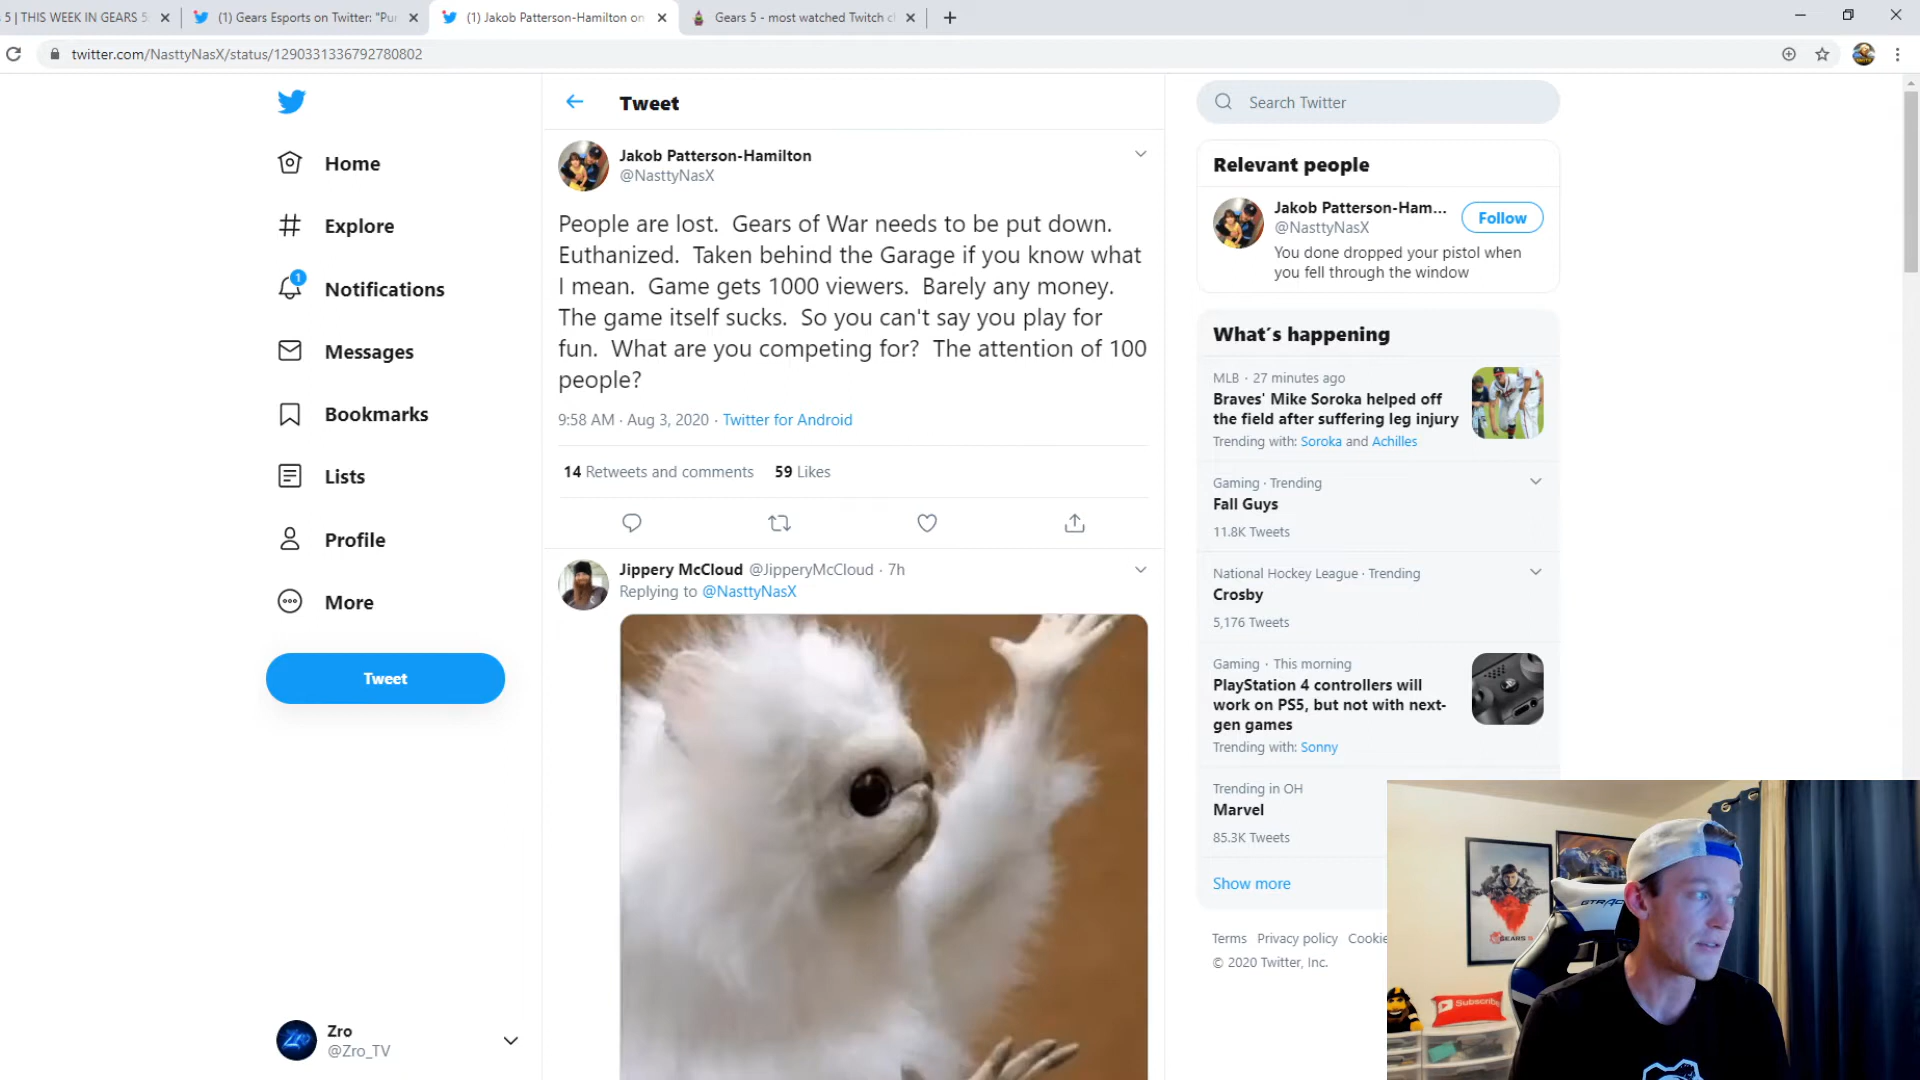 5 | THIS WEEK IN GEARS 5
(1) Gears Esports on Twitter: "Pur
(1) Jakob Patterson-Hamilton on
Gears 5 - most watched Twitch c
twitter.com/NasttyNasX/status/1290331336792780802
Home
Explore
1
Notifications
Messages
Bookmarks
Lists
Profile
More
Tweet
Zro
@Zro_TV
Tweet
Jakob Patterson-Hamilton
@NasttyNasX
People are lost. Gears of War needs to be put down.
Euthanized. Taken behind the Garage if you know what
I mean. Game gets 1000 viewers. Barely any money.
The game itself sucks. So you can't say you play for
fun. What are you competing for? The attention of 100
people?
9:58 AM · Aug 3, 2020 · Twitter for Android
14 Retweets and comments 59 Likes
Jippery McCloud @JipperyMcCloud · 7h
Replying to @NasttyNasX
Search Twitter
Relevant people
Jakob Patterson-Ham...
@NasttyNasX
Follow
You done dropped your pistol when
you fell through the window
What's happening
MLB · 27 minutes ago
Braves' Mike Soroka helped off
the field after suffering leg injury
Trending with: Soroka and Achilles
Gaming · Trending
Fall Guys
11.8K Tweets
National Hockey League · Trending
Crosby
5,176 Tweets
Gaming · This morning
PlayStation 4 controllers will
work on PS5, but not with next-
gen games
Trending with: Sonny
Trending in OH
Marvel
85.3K Tweets
Show more
Terms Privacy policy Cookie
© 2020 Twitter, Inc.
GEARS
Subscribe